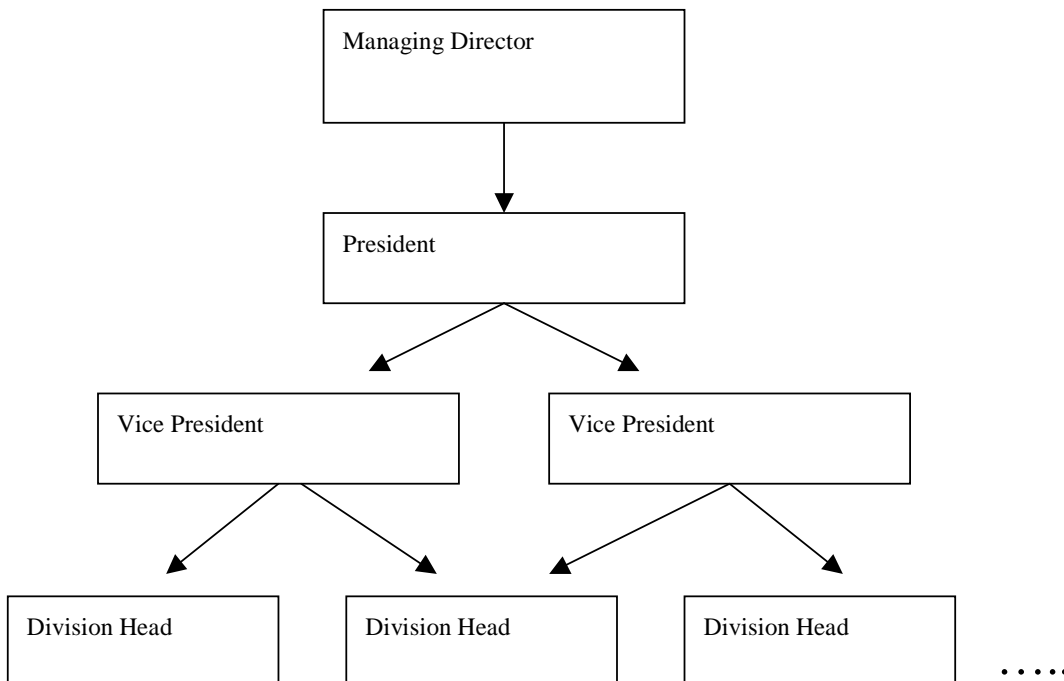 Managing Director
President
Vice President
Vice President
Division Head
Division Head
Division Head
.....